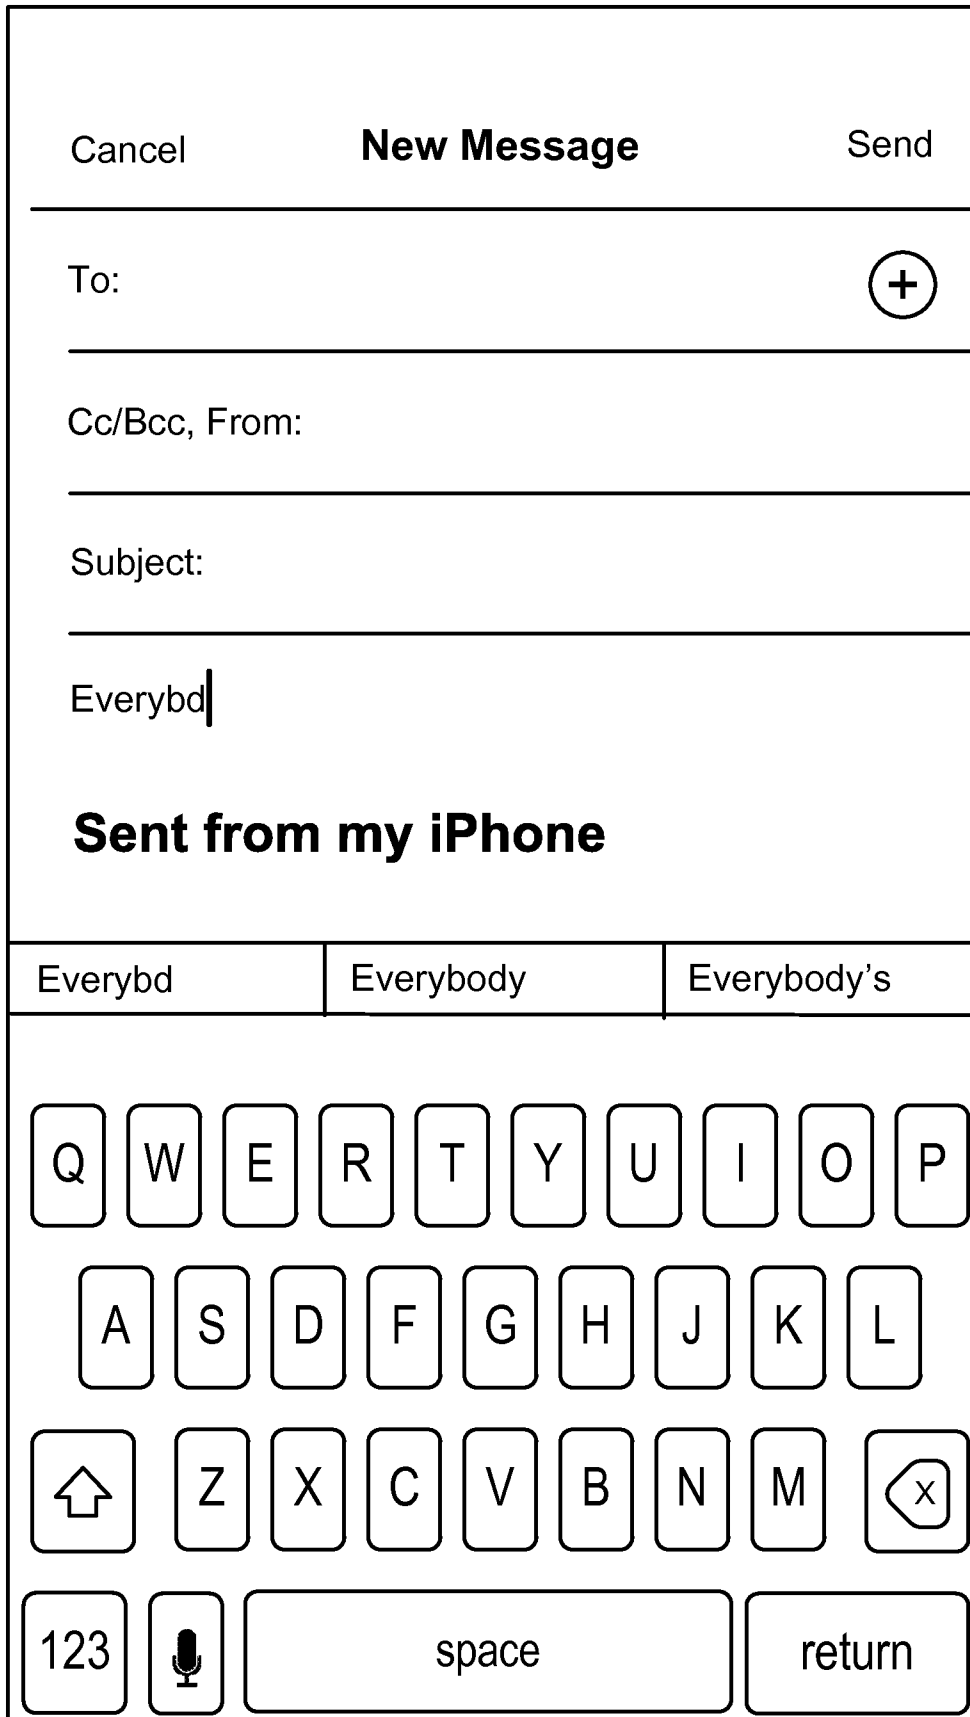 Cancel New Message Send
To: +
Cc/Bcc, From:
Subject:
Everybd
Sent from my iPhone
Everybd Everybody Everybody’s
Q W E R T Y U I O P
A S D F G H J K L
Z X C V B N M X
123 space return